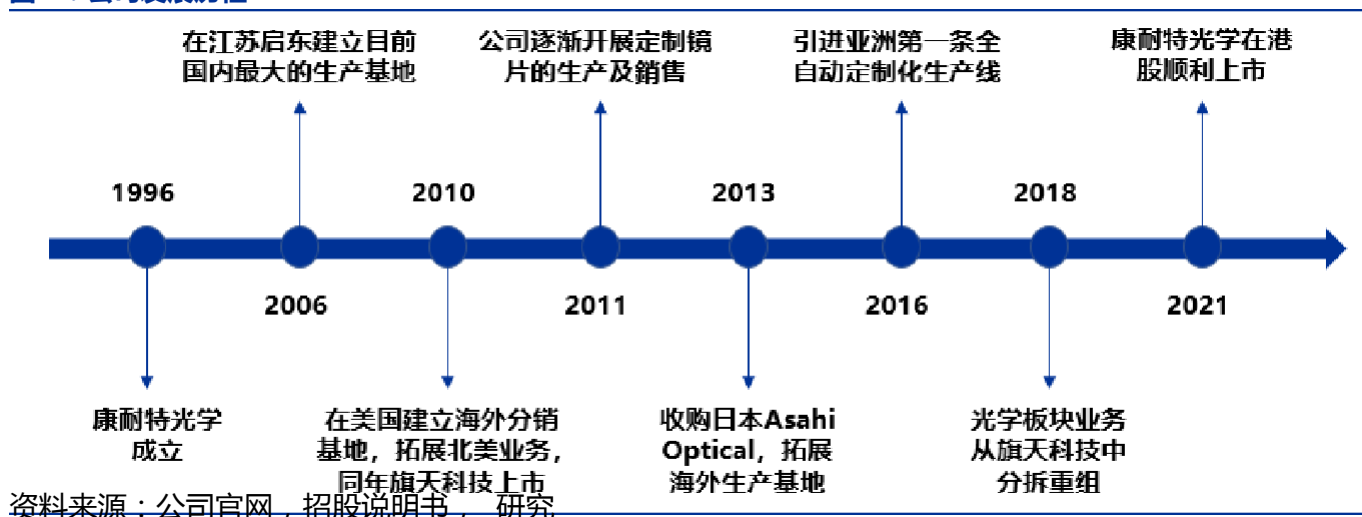 在江苏启东建立目前
国内最大的生产基地
公司逐渐开展定制镜
片的生产及銷售
引进亚洲第一条全
自动定制化生产线
康耐特光学在港
股顺利上市
1996
2010
2013
2018
2006
2011
2016
2021
康耐特光学
成立
在美国建立海外分销
基地，拓展北美业务，
同年旗天科技上市
收购日本Asahi
Optical，拓展
海外生产基地
光学板块业务
从旗天科技中
分拆重组
资料来源：公司官网，招股说明书， 研究